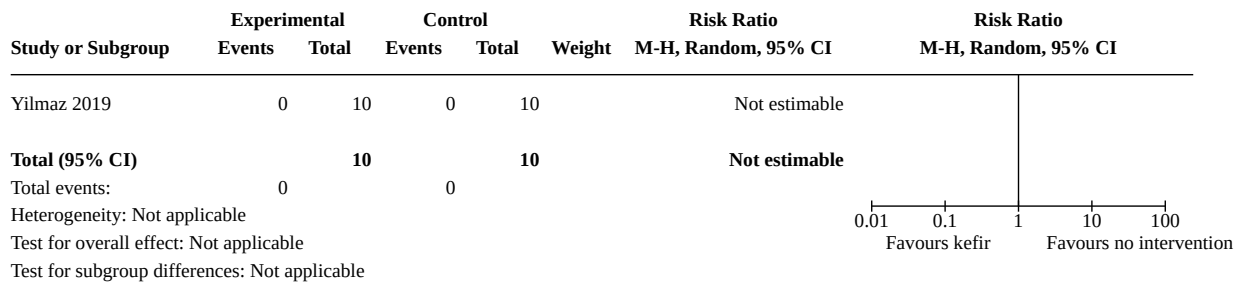 Experimental Control Risk Ratio Risk Ratio
Study or Subgroup Events Total Events Total Weight M-H, Random, 95% CI M-H, Random, 95% CI
Yilmaz 2019 0 10 0 10 Not estimable
Total (95% CI) 10 10 Not estimable
Total events: 0 0
Heterogeneity: Not applicable
Test for overall effect: Not applicable
Test for subgroup differences: Not applicable
0.01 0.1 1 10 100
Favours kefir Favours no intervention